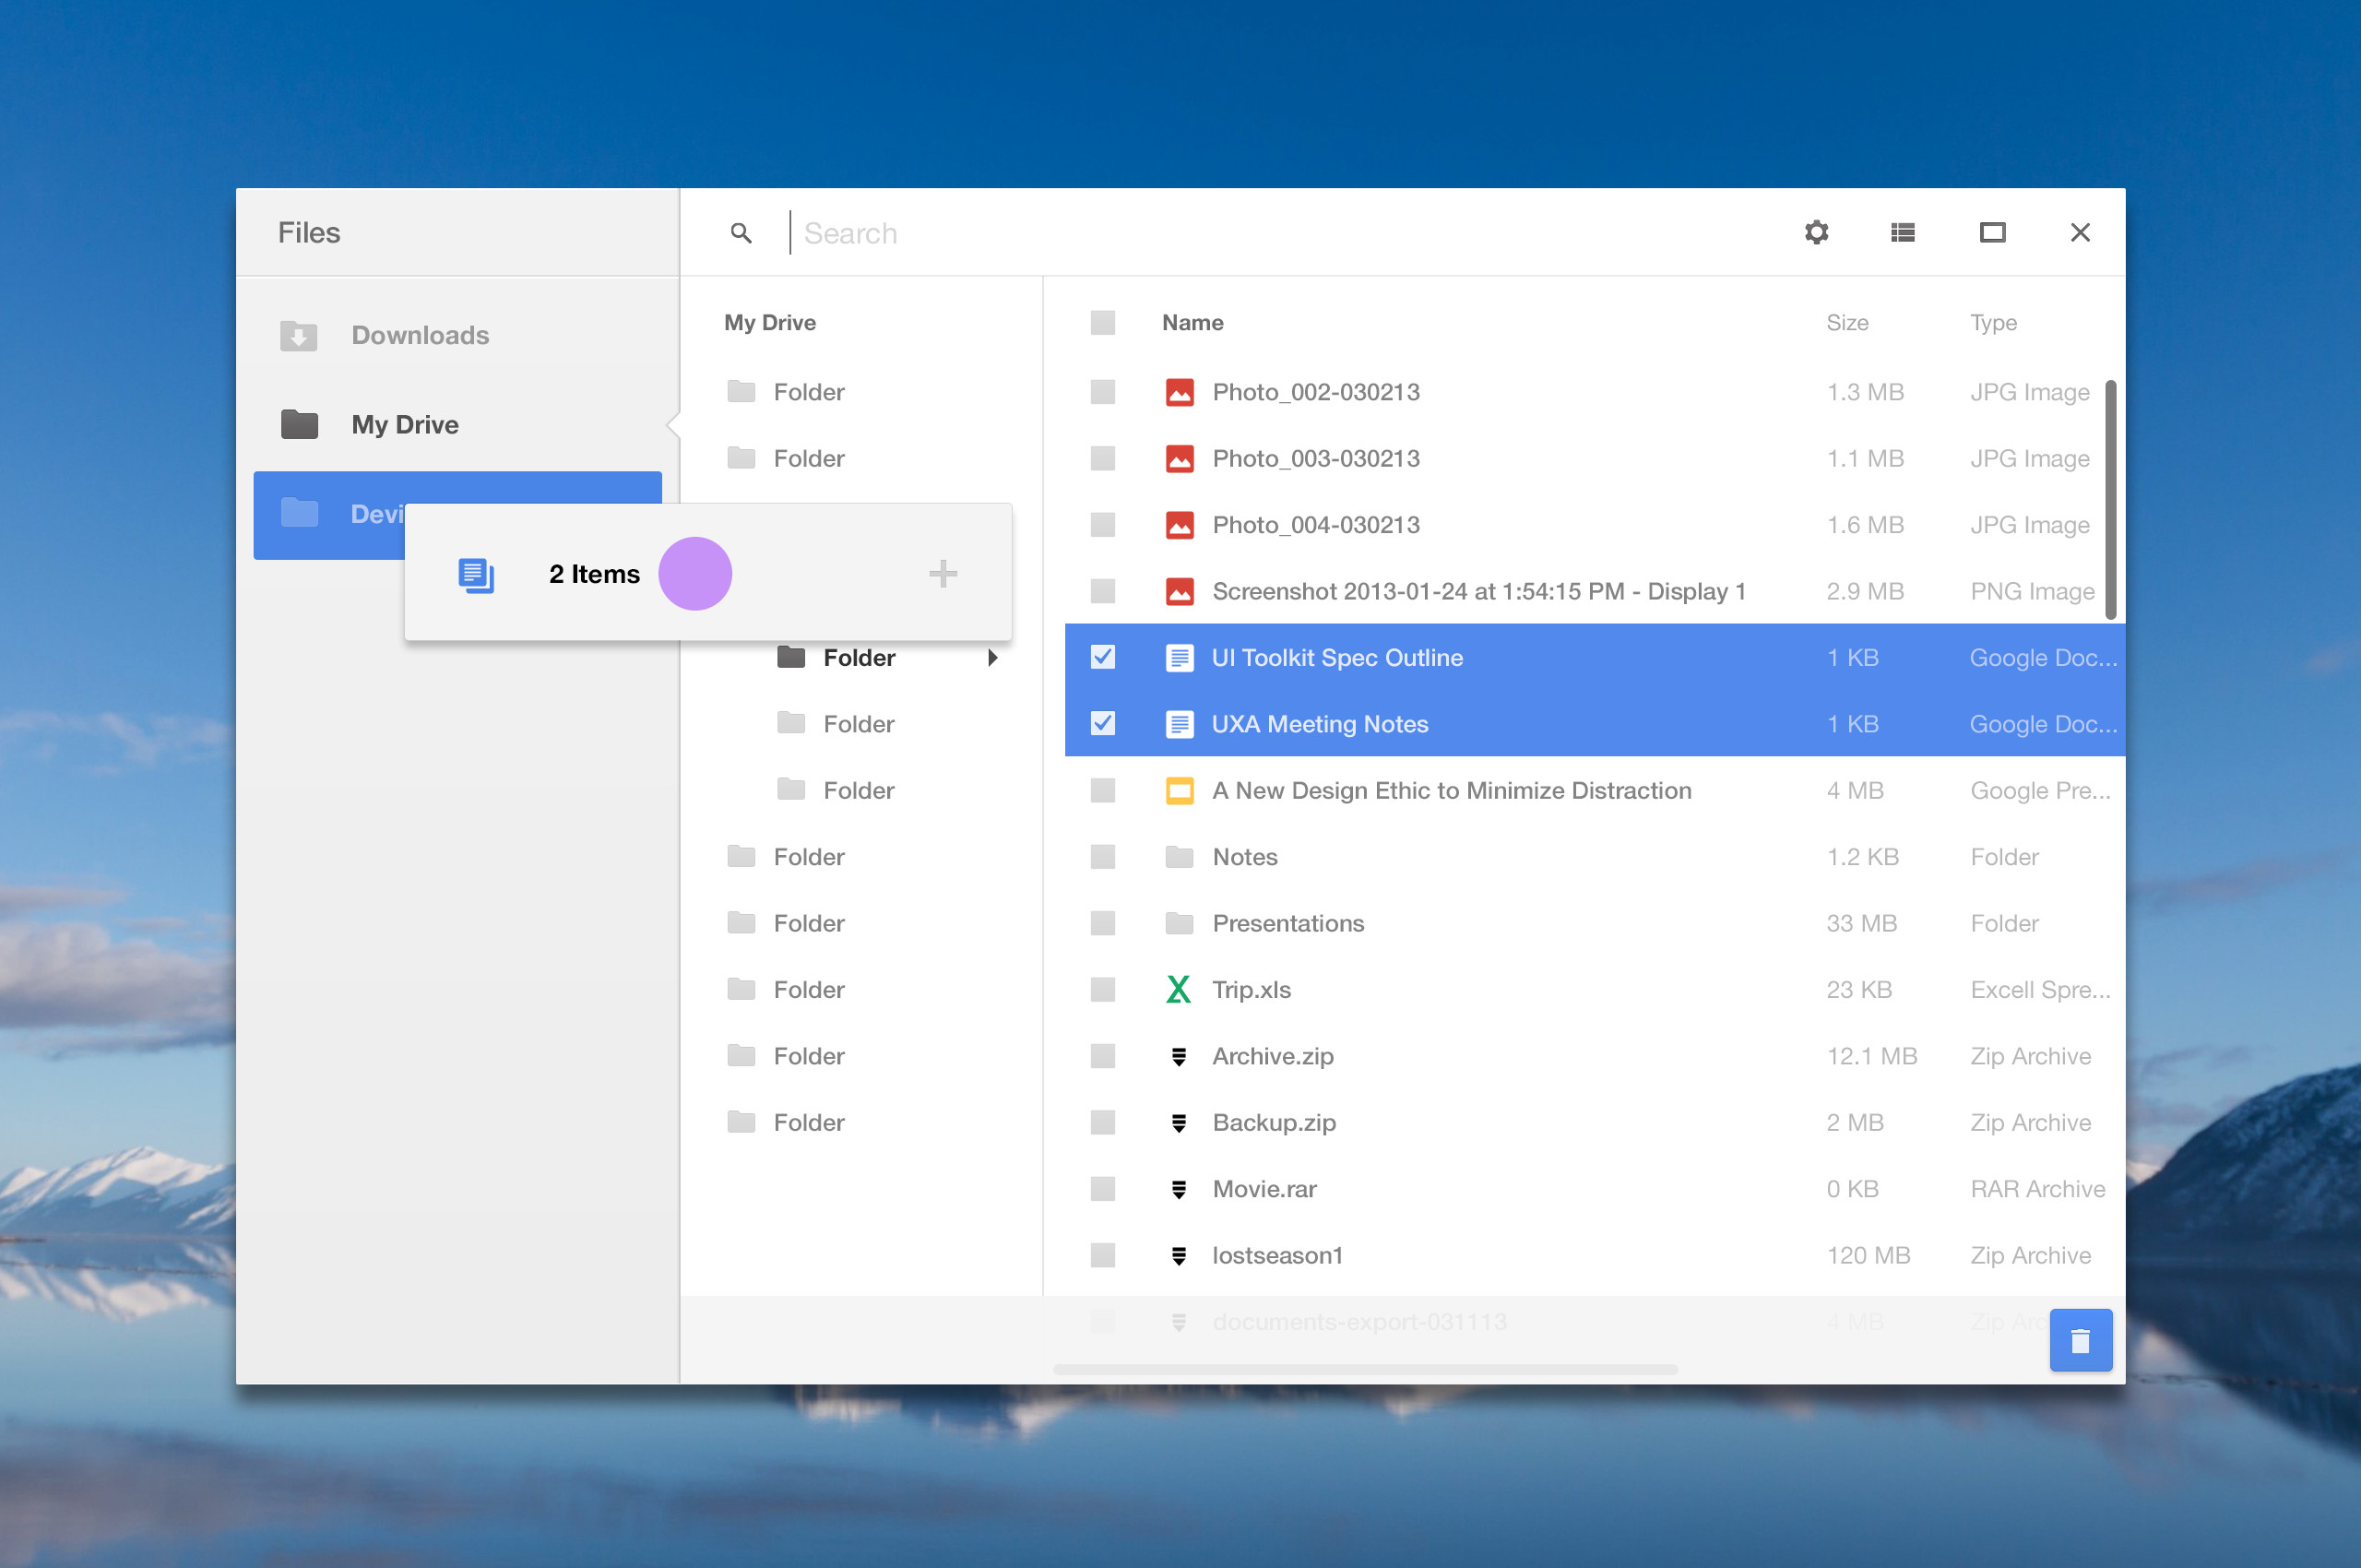 Files
Search
Downloads
My Drive
Devi
2 Items
My Drive
Folder
Folder
Folder
Folder
Folder
Folder
Folder
Folder
Folder
Folder
Name Size Type
Photo_002-030213 1.3 MB JPG Image
Photo_003-030213 1.1 MB JPG Image
Photo_004-030213 1.6 MB JPG Image
Screenshot 2013-01-24 at 1:54:15 PM - Display 1 2.9 MB PNG Image
UI Toolkit Spec Outline 1 KB Google Doc...
UXA Meeting Notes 1 KB Google Doc...
A New Design Ethic to Minimize Distraction 4 MB Google Pre...
Notes 1.2 KB Folder
Presentations 33 MB Folder
Trip.xls 23 KB Excell Spre...
Archive.zip 12.1 MB Zip Archive
Backup.zip 2 MB Zip Archive
Movie.rar 0 KB RAR Archive
lostseason1 120 MB Zip Archive
documents-export-031113 4 MB Zip Arc